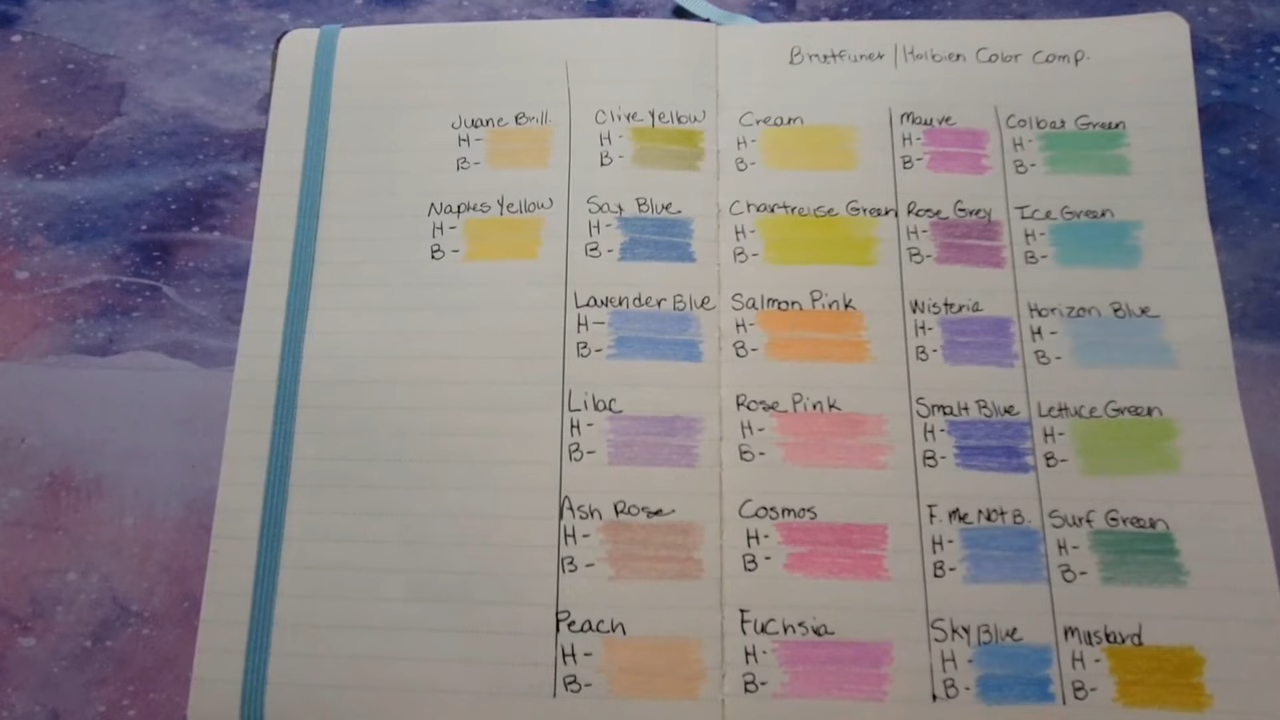 Brutfuner | Holbien Color Comp.
Juane Brill.
H-
B-
Olive Yellow
H-
B-
Cream
H-
B-
Mauve
H-
B-
Colbat Green
H-
B-
Naples Yellow
H-
B-
Sax Blue
H-
B-
Chartreuse Green
H-
B-
Rose Grey
H-
B-
Ice Green
H-
B-
Lavender Blue
H-
B-
Salmon Pink
H-
B-
Wisteria
H-
B-
Horizon Blue
H-
B-
Lilac
H-
B-
Rose Pink
H-
B-
Smalt Blue
H-
B-
Lettuce Green
H-
B-
Ash Rose
H-
B-
Cosmos
H-
B-
F. Me Not B.
H-
B-
Surf Green
H-
B-
Peach
H-
B-
Fuchsia
H-
B-
Sky Blue
H-
B-
Mustard
H-
B-